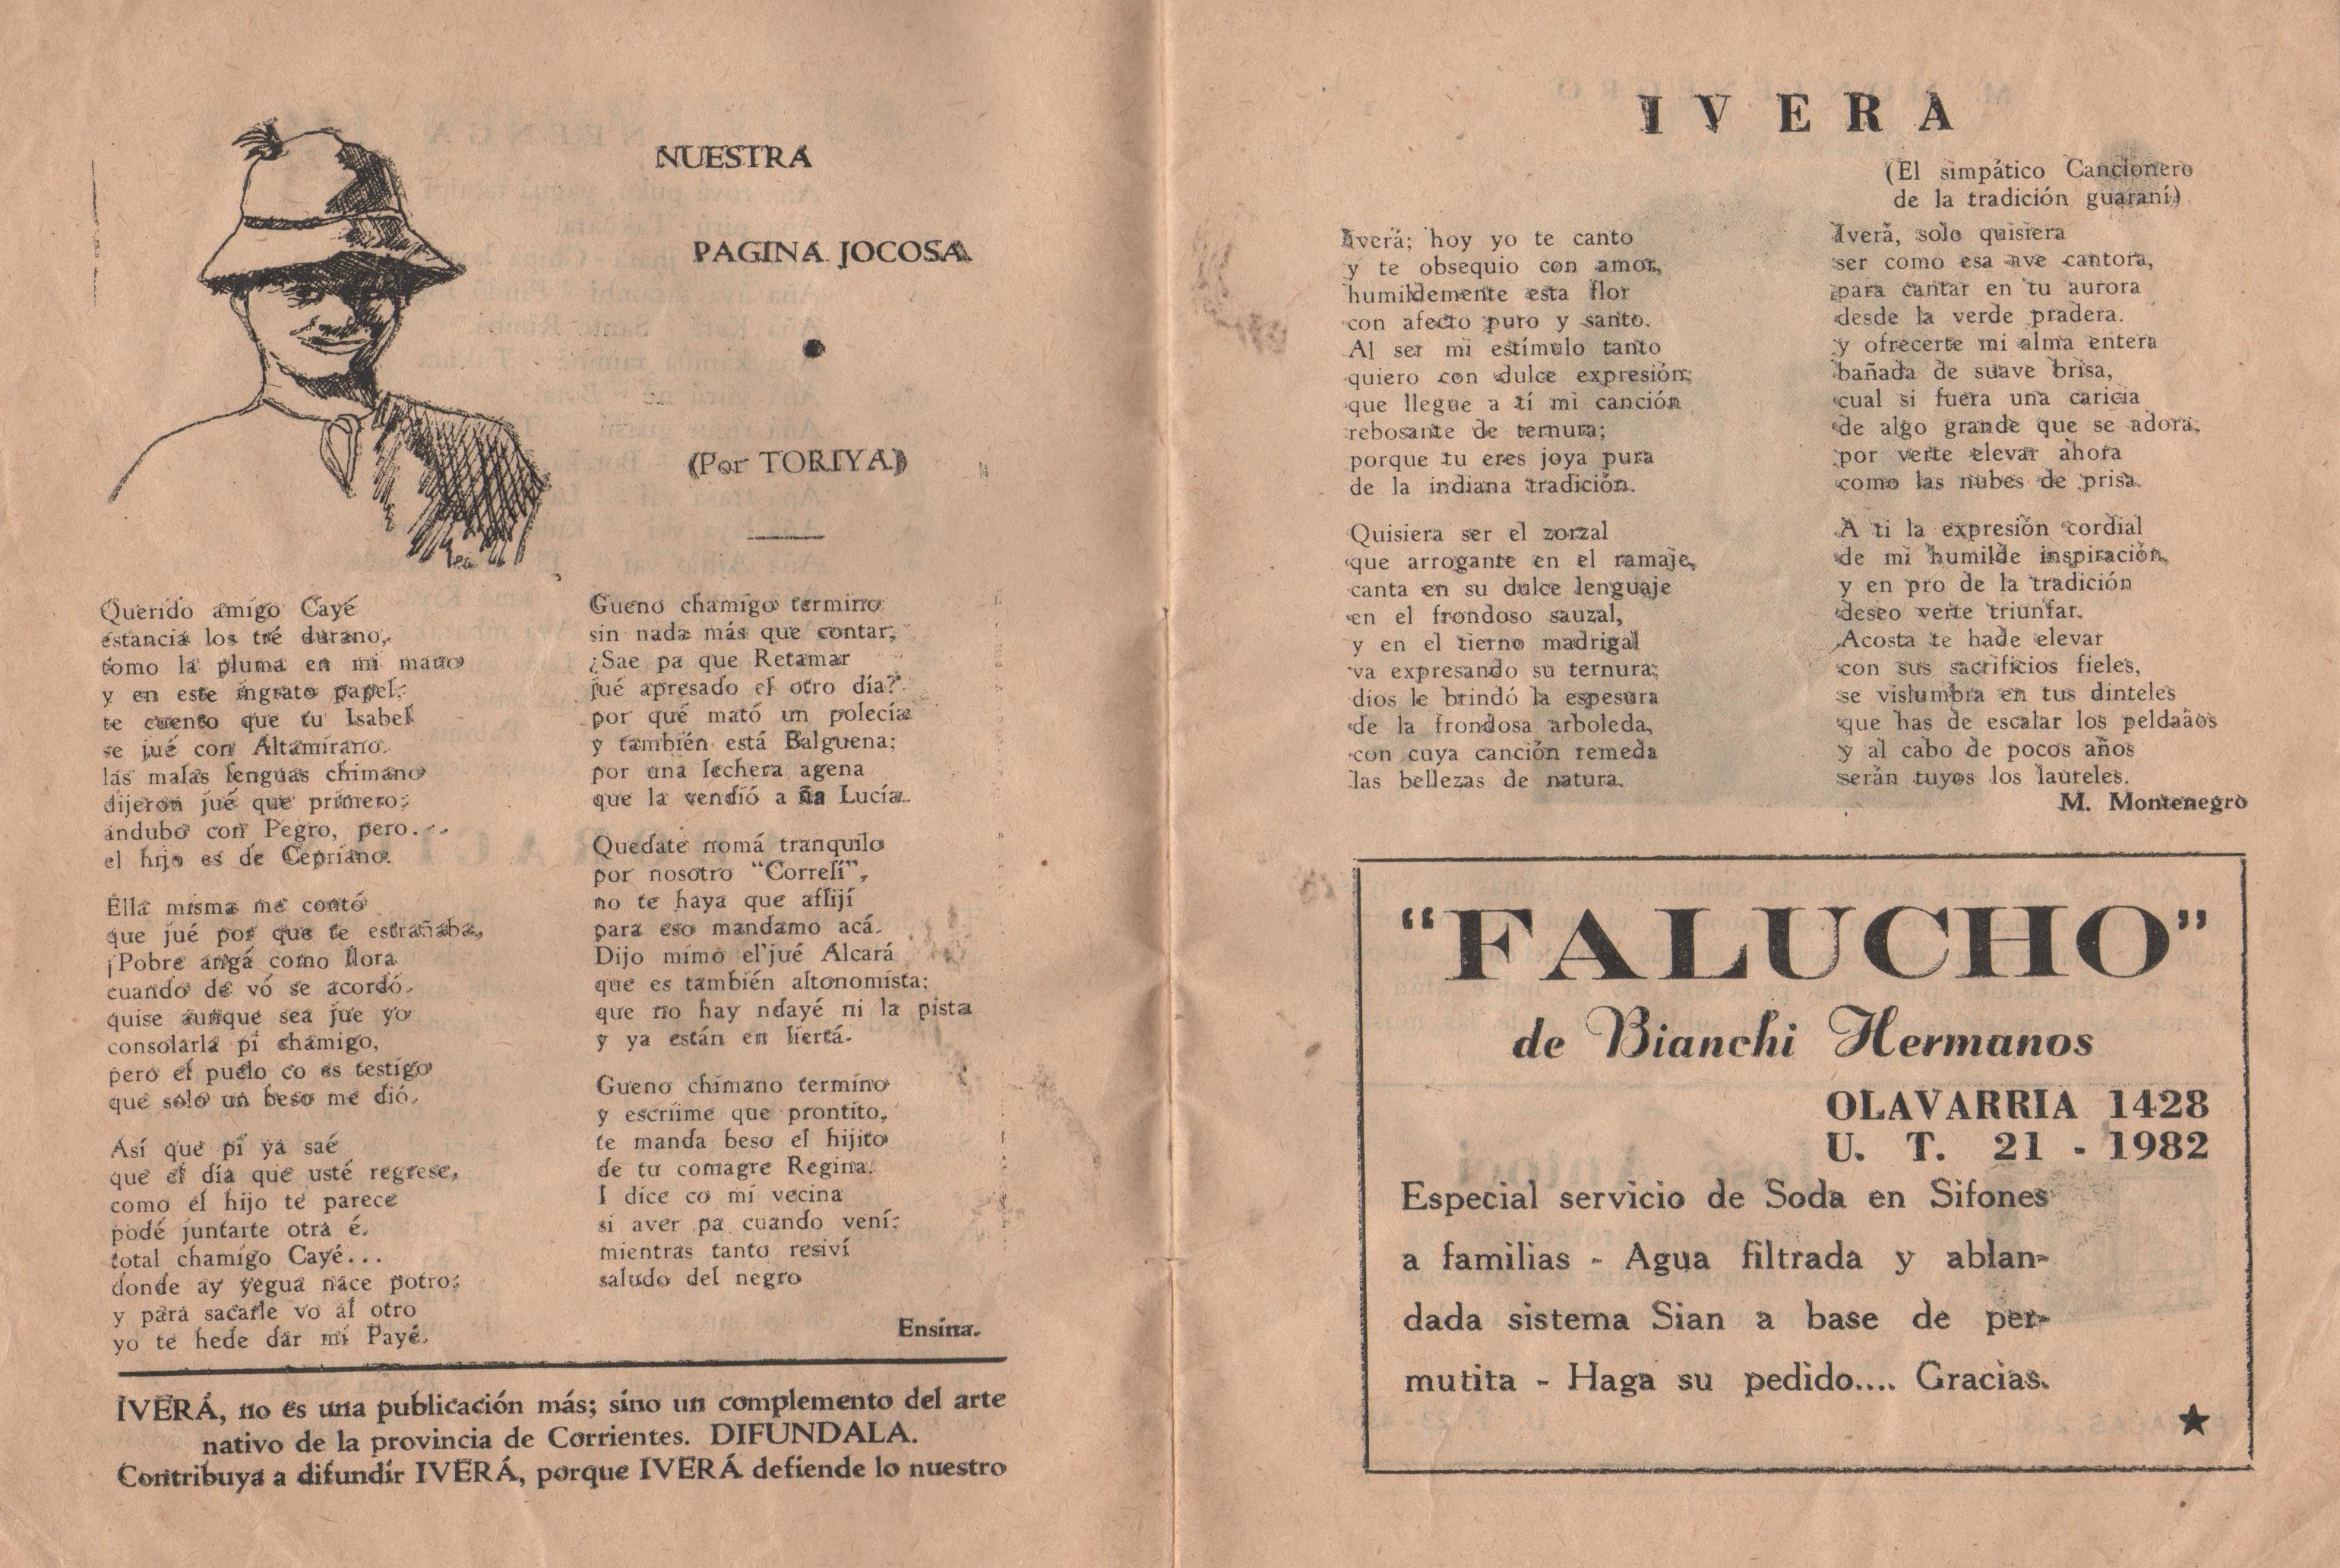 NUESTRA
PAGINA JOCOSA
(Por TORIYA)
Querido amigo Cayé
estanciá los tré durano,
tomo la pluma en mi mano
y en este ingrato papel;
te cuento que tu Isabel
se jué con Altamirano.
las malas lenguas chimano
dijeron jué que primero;
andubo con Pegro, pero...
el hijo es de Cepriano.
Ella misma me contó
que jué por que te estrañaba,
¡Pobre angá como llora
cuando de vó se acordó.
quise aunque sea jue yo
consolarla pi chamigo,
pero el puelo co es testigo
que solo un beso me dió.
Así que pi ya saé
que el día que usté regrese,
como el hijo te parece
podé juntarte otra é.
total chamigo Cayé...
donde ay yegua nace potro;
y para sacarle vo al otro
yo te hede dar mi Payé.
Gueno chamigo termino
sin nada más que contar;
¿Sae pa que Retamar
jué apresado el otro día?
por qué mató un polecía
y también está Balguena;
por una lechera agena
que la vendió a ña Lucía.
Quedate nomá tranquilo
por nosotro "Correlí",
no te haya que aflijí
para eso mandamo acá.
Dijo mimo el'jué Alcará
que es también altonomista;
que no hay ndayé ni la pista
y ya están en liertá.
Gueno chimano termino
y escriime que prontito,
te manda beso el hijito
de tu comagre Regina.
I dice co mi vecina
si aver pa cuando vení;
mientras tanto resiví
saludo del negro
Ensina.
IVERÁ, no es una publicación más; sino un complemento del arte
nativo de la provincia de Corrientes. DIFUNDALA.
Contribuya a difundir IVERÁ, porque IVERÁ defiende lo nuestro
IVERA
(El simpático Cancionero
de la tradición guaraní)
Iverá; hoy yo te canto
y te obsequio con amor,
humildemente esta flor
con afecto puro y santo.
Al ser mi estímulo tanto
quiero con dulce expresión;
que llegue a tí mi canción
rebosante de ternura;
porque tu eres joya pura
de la indiana tradición.
Quisiera ser el zorzal
que arrogante en el ramaje,
canta en su dulce lenguaje
en el frondoso sauzal,
y en el tierno madrigal
va expresando su ternura;
dios le brindó la espesura
de la frondosa arboleda,
con cuya canción remeda
las bellezas de natura.
Iverá, solo quisiera
ser como esa ave cantora,
para cantar en tu aurora
desde la verde pradera.
y ofrecerte mi alma entera
bañada de suave brisa,
cual si fuera una caricia
de algo grande que se adora,
por verte elevar ahora
como las nubes de prisa.
A ti la expresión cordial
de mi humilde inspiración,
y en pro de la tradición
deseo verte triunfar.
Acosta te hade elevar
con sus sacrificios fieles,
se vislumbra en tus dinteles
que has de escalar los peldaãos
y al cabo de pocos años
serán tuyos los laureles.
M. Montenegro
"FALUCHO"
de Bianchi Hermanos
OLAVARRIA 1428
U. T. 21 - 1982
Especial servicio de Soda en Sifones
a familias - Agua filtrada y ablan-
dada sistema Sian a base de per-
mutita - Haga su pedido.... Gracias.